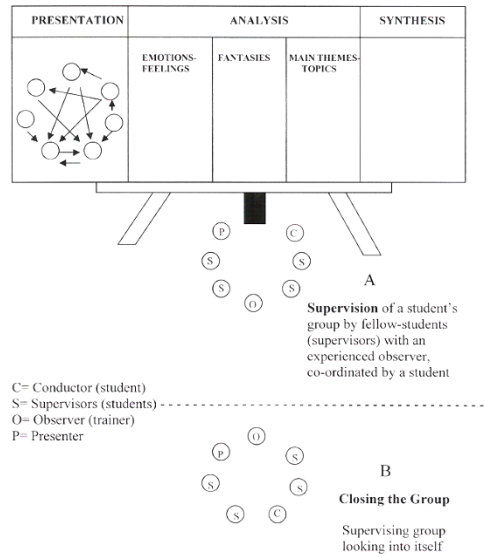 PRESENTATION
ANALYSIS
SYNTHESIS
EMOTIONS-
FEELINGS
FANTASIES
MAIN THEMES-
TOPICS
P
C
S
S
S
S
O
A
Supervision of a student's
group by fellow-students
(supervisors) with an
experienced observer,
co-ordinated by a student
C= Conductor (student)
S= Supervisors (students)
O= Observer (trainer)
P= Presenter
O
P
S
S
S
S
C
B
Closing the Group
Supervising group
looking into itself